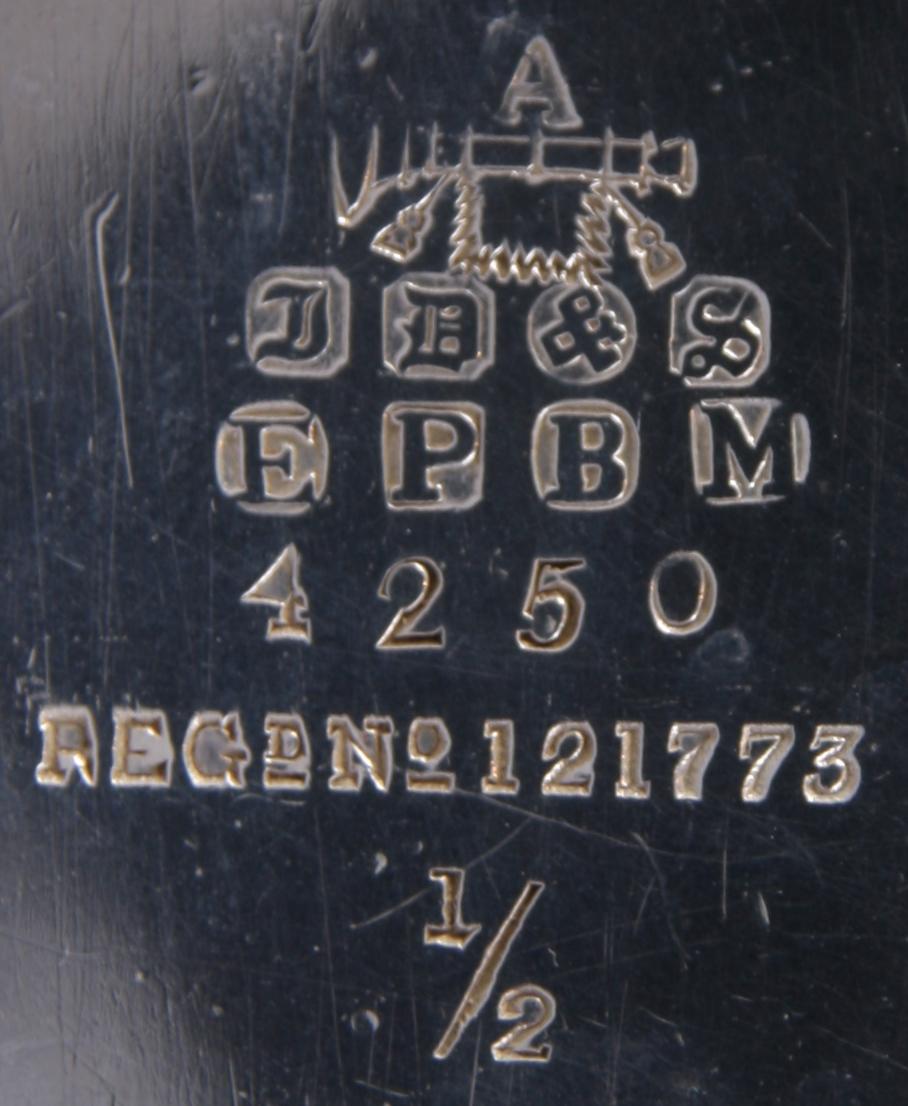 A
J B & S
E P B M
4 2 5 0
REGD No 121773
1/2